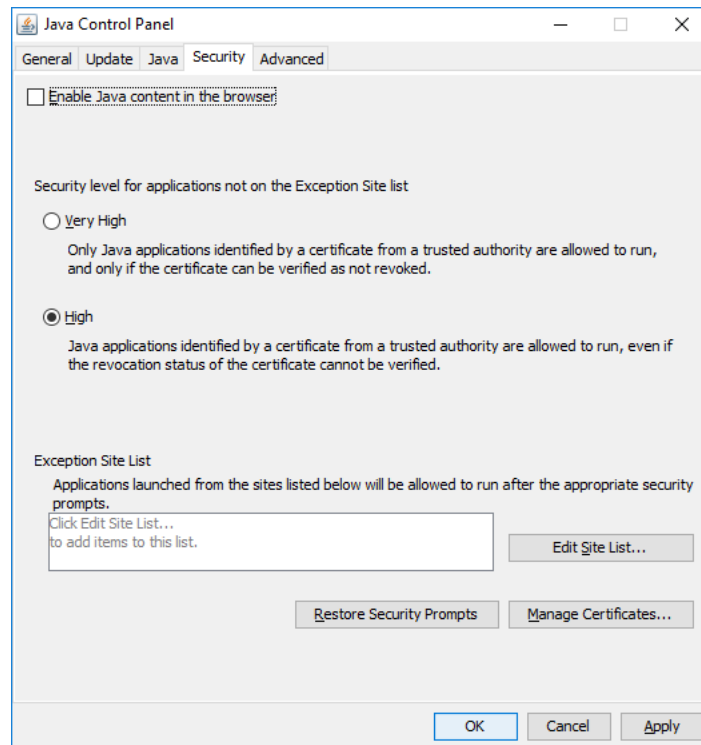 Java Control Panel
General Update Java Security Advanced
Enable Java content in the browser
Security level for applications not on the Exception Site list
Very High
Only Java applications identified by a certificate from a trusted authority are allowed to run,
and only if the certificate can be verified as not revoked.
High
Java applications identified by a certificate from a trusted authority are allowed to run, even if
the revocation status of the certificate cannot be verified.
Exception Site List
Applications launched from the sites listed below will be allowed to run after the appropriate security
prompts.
Click Edit Site List...
to add items to this list.
Edit Site List...
Restore Security Prompts Manage Certificates...
OK Cancel Apply